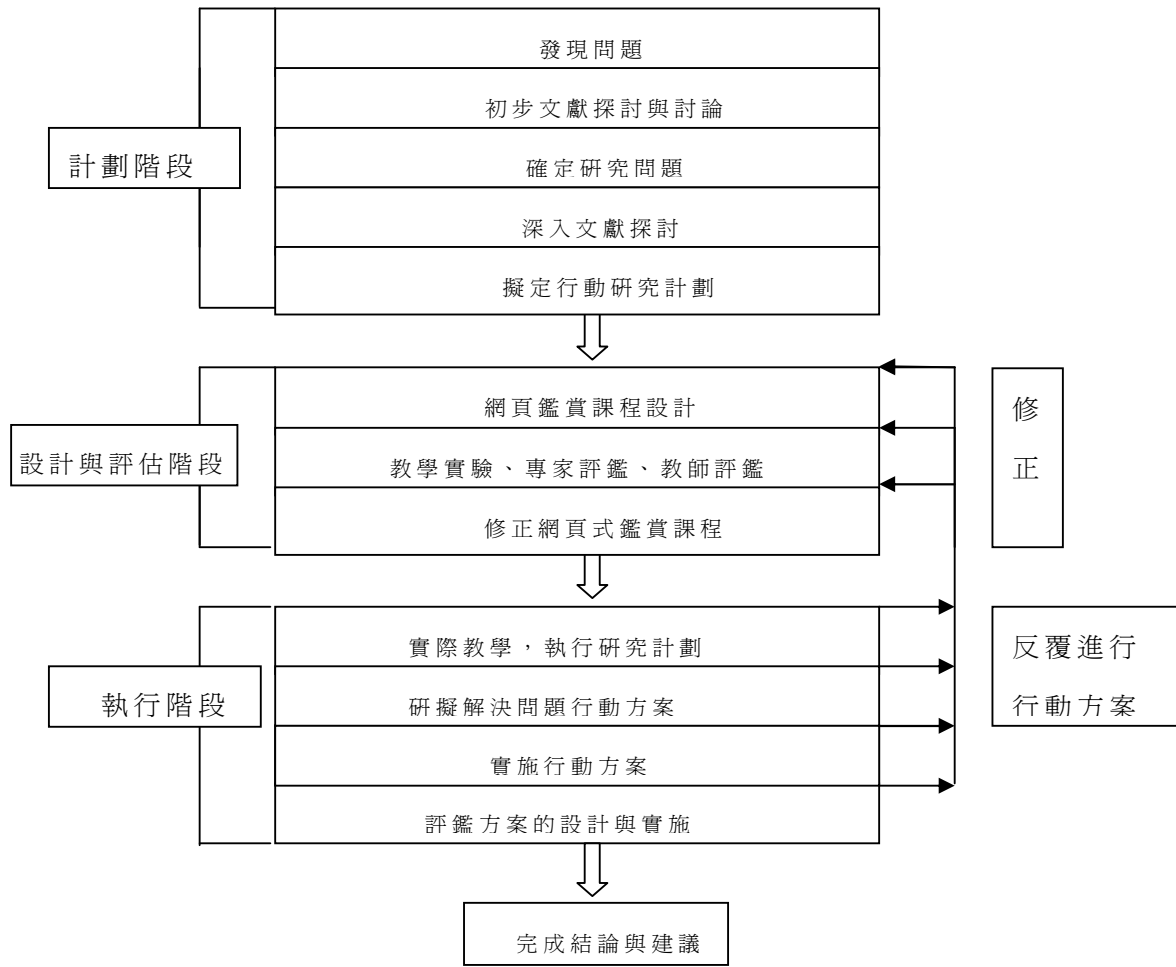 發現問題
初步文獻探討與討論
計劃階段
確定研究問題
深入文獻探討
擬定行動研究計劃
網頁鑑賞課程設計
設計與評估階段
教學實驗、專家評鑑、教師評鑑
修正網頁式鑑賞課程
修
正
實際教學，執行研究計劃
執行階段
研擬解決問題行動方案
實施行動方案
評鑑方案的設計與實施
反覆進行
行動方案
完成結論與建議